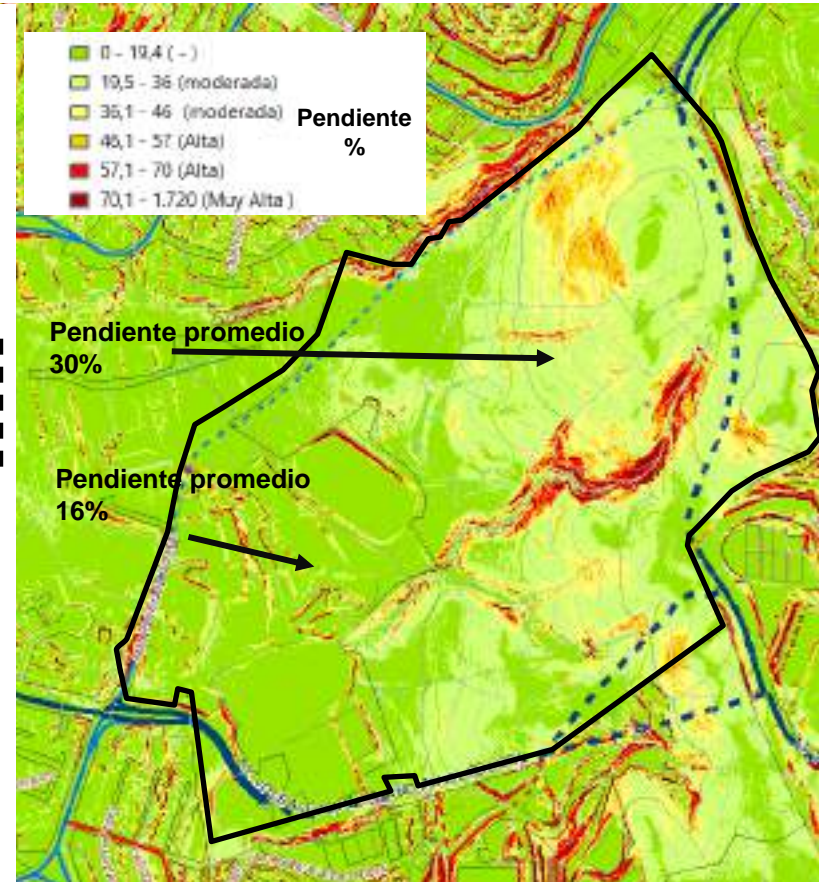 0 - 19,4 ( - )
19,5 - 36 (moderada)
36,1 - 46 (moderada)
46,1 - 57 (Alta)
57,1 - 70 (Alta)
70,1 - 1.720 (Muy Alta )
Pendiente
%
Pendiente promedio
30%
Pendiente promedio
16%